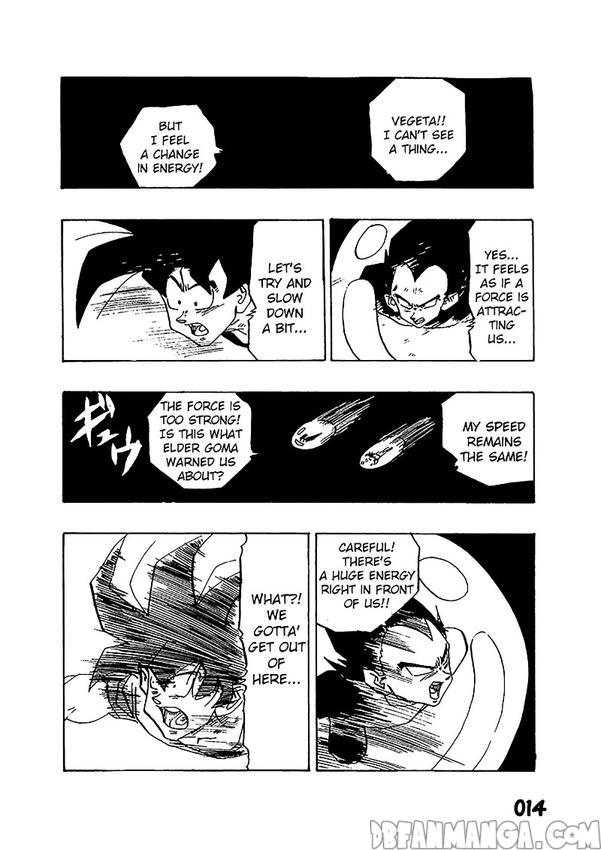 VEGETA!!
I CAN'T SEE
A THING...
BUT
I FEEL
A CHANGE
IN ENERGY!
YES...
IT FEELS
AS IF A
FORCE IS
ATTRAC-
TING
US...
LET'S
TRY AND
SLOW
DOWN
A BIT...
MY SPEED
REMAINS
THE SAME!
THE FORCE IS
TOO STRONG!
IS THIS WHAT
ELDER GOMA
WARNED US
ABOUT?
ギュウ
CAREFUL!
THERE'S
A HUGE ENERGY
RIGHT IN FRONT
OF US!!
WHAT?!
WE
GOTTA'
GET OUT
OF
HERE...
014
DBFANMANGA.COM